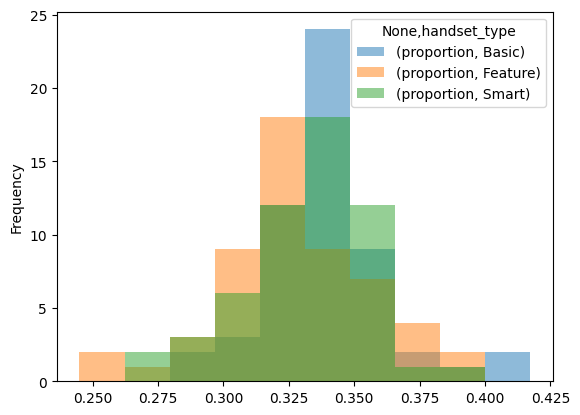 25
20
15
10
5
0
Frequency
None,handset_type
(proportion, Basic)
(proportion, Feature)
(proportion, Smart)
0.250 0.275 0.300 0.325 0.350 0.375 0.400 0.425